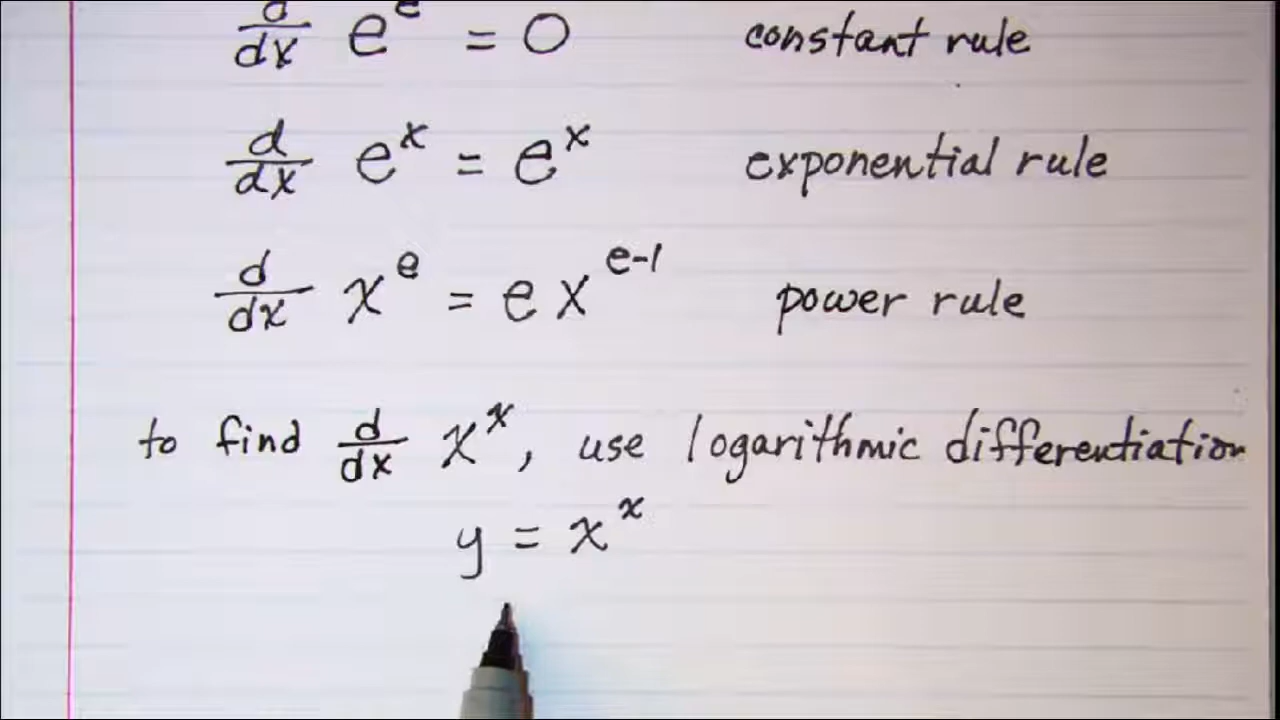 d/dx e^e = 0 constant rule
d/dx e^x = e^x exponential rule
d/dx x^e = e x^(e-1) power rule
to find d/dx x^x, use logarithmic differentiation
y = x^x